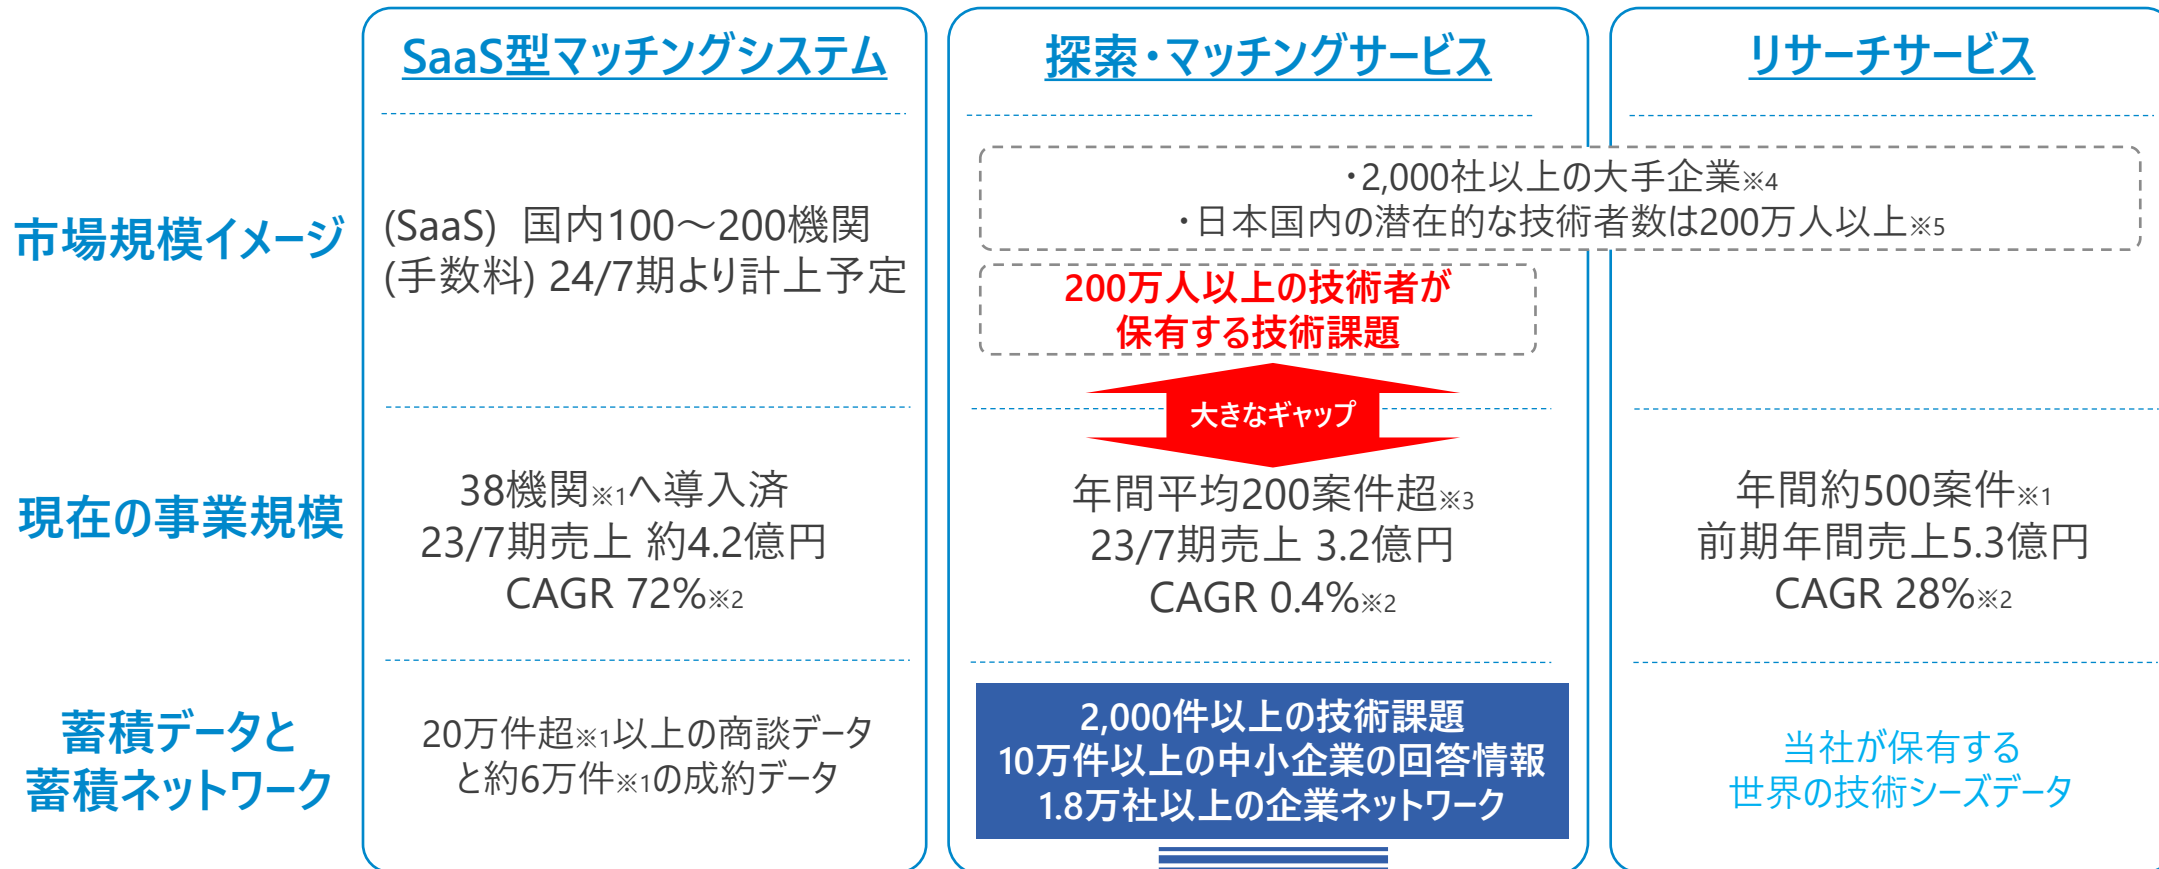 SaaS型マッチングシステム
探索・マッチングサービス
リサーチサービス
市場規模イメージ
(SaaS) 国内100～200機関
(手数料) 24/7期より計上予定
・2,000社以上の大手企業※4
・日本国内の潜在的な技術者数は200万人以上※5
200万人以上の技術者が
保有する技術課題
大きなギャップ
現在の事業規模
38機関※1へ導入済
23/7期売上 約4.2億円
CAGR 72%※2
年間平均200案件超※3
23/7期売上 3.2億円
CAGR 0.4%※2
年間約500案件※1
前期年間売上5.3億円
CAGR 28%※2
蓄積データと
蓄積ネットワーク
20万件超※1以上の商談データ
と約6万件※1の成約データ
2,000件以上の技術課題
10万件以上の中小企業の回答情報
1.8万社以上の企業ネットワーク
当社が保有する
世界の技術シーズデータ